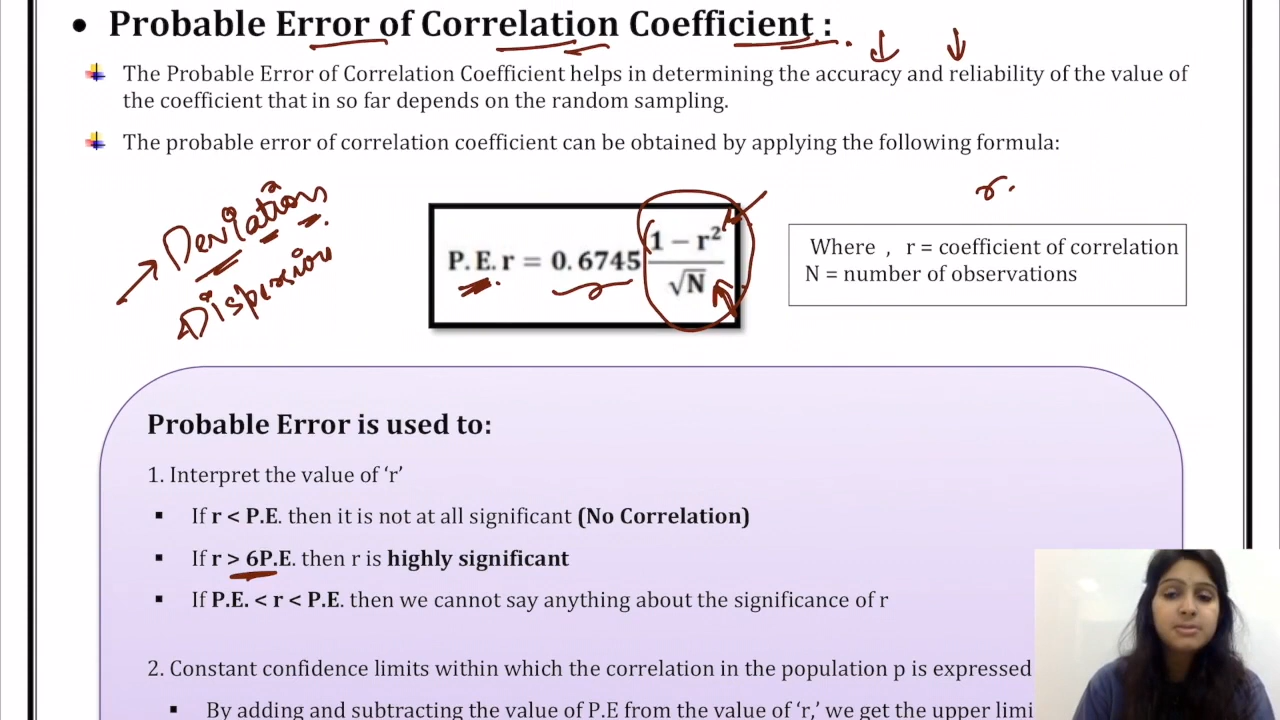 • Probable Error of Correlation Coefficient :
The Probable Error of Correlation Coefficient helps in determining the accuracy and reliability of the value of
the coefficient that in so far depends on the random sampling.
The probable error of correlation coefficient can be obtained by applying the following formula:
r.
Deviation
Dispersion
P.E.r = 0.6745 (1 − r²)/√N
Where , r = coefficient of correlation
N = number of observations
Probable Error is used to:
1. Interpret the value of ‘r’
▪ If r < P.E. then it is not at all significant (No Correlation)
▪ If r > 6P.E. then r is highly significant
▪ If P.E. < r < P.E. then we cannot say anything about the significance of r
2. Constant confidence limits within which the correlation in the population p is expressed
▪ By adding and subtracting the value of P.E from the value of ‘r,’ we get the upper limi